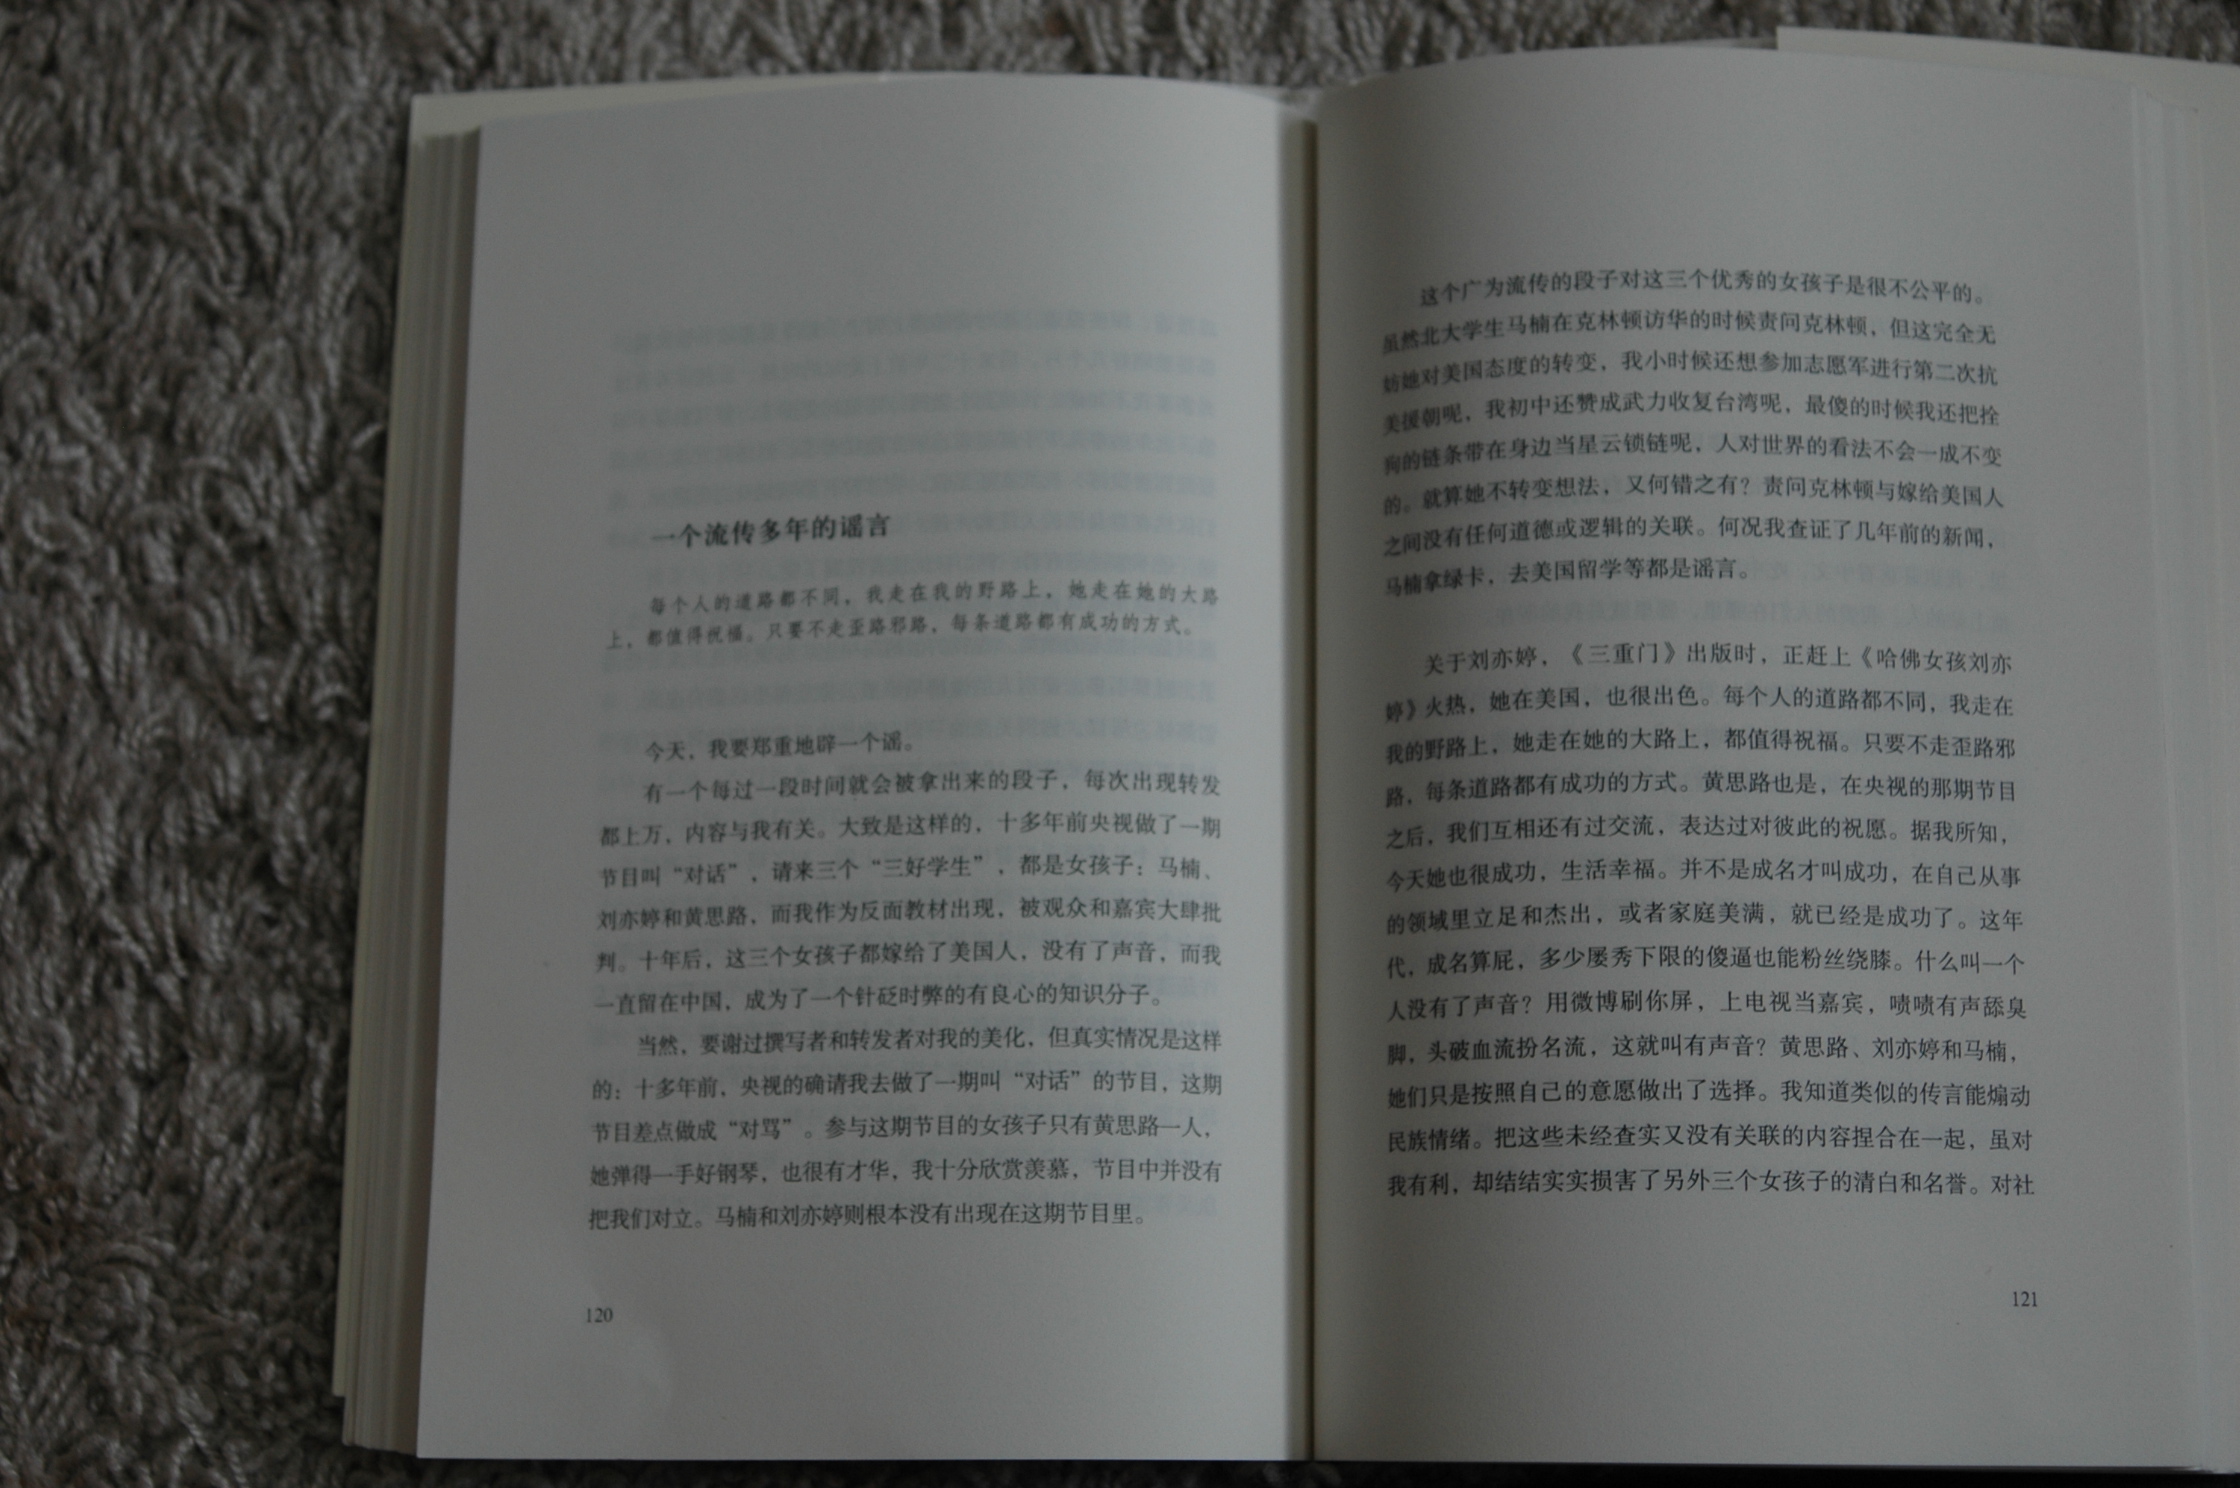 一个流传多年的谣言
每个人的道路都不同，我走在我的野路上，她走在她的大路
上，都值得祝福。只要不走歪路邪路，每条道路都有成功的方式。
今天，我要郑重地辟一个谣。
有一个每过一段时间就会被拿出来的段子，每次出现转发
都上万，内容与我有关。大致是这样的，十多年前央视做了一期
节目叫“对话”，请来三个“三好学生”，都是女孩子：马楠、
刘亦婷和黄思路，而我作为反面教材出现，被观众和嘉宾大肆批
判。十年后，这三个女孩子都嫁给了美国人，没有了声音，而我
一直留在中国，成为了一个针砭时弊的有良心的知识分子。
当然，要谢过撰写者和转发者对我的美化，但真实情况是这样
的：十多年前，央视的确请我去做了一期叫“对话”的节目，这期
节目差点做成“对骂”。参与这期节目的女孩子只有黄思路一人，
她弹得一手好钢琴，也很有才华，我十分欣赏羡慕，节目中并没有
把我们对立。马楠和刘亦婷则根本没有出现在这期节目里。
120
这个广为流传的段子对这三个优秀的女孩子是很不公平的。
虽然北大学生马楠在克林顿访华的时候责问克林顿，但这完全无
妨她对美国态度的转变，我小时候还想参加志愿军进行第二次抗
美援朝呢，我初中还赞成武力收复台湾呢，最傻的时候我还把拴
狗的链条带在身边当星云锁链呢，人对世界的看法不会一成不变
的。就算她不转变想法，又何错之有？责问克林顿与嫁给美国人
之间没有任何道德或逻辑的关联。何况我查证了几年前的新闻，
马楠拿绿卡，去美国留学等都是谣言。
关于刘亦婷，《三重门》出版时，正赶上《哈佛女孩刘亦
婷》火热，她在美国，也很出色。每个人的道路都不同，我走在
我的野路上，她走在她的大路上，都值得祝福。只要不走歪路邪
路，每条道路都有成功的方式。黄思路也是，在央视的那期节目
之后，我们互相还有过交流，表达过对彼此的祝愿。据我所知，
今天她也很成功，生活幸福。并不是成名才叫成功，在自己从事
的领域里立足和杰出，或者家庭美满，就已经是成功了。这年
代，成名算屁，多少屡秀下限的傻逼也能粉丝绕膝。什么叫一个
人没有了声音？用微博刷你屏，上电视当嘉宾，啧啧有声舔臭
脚，头破血流扮名流，这就叫有声音？黄思路、刘亦婷和马楠，
她们只是按照自己的意愿做出了选择。我知道类似的传言能煽动
民族情绪。把这些未经查实又没有关联的内容捏合在一起，虽对
我有利，却结结实实损害了另外三个女孩子的清白和名誉。对社
121